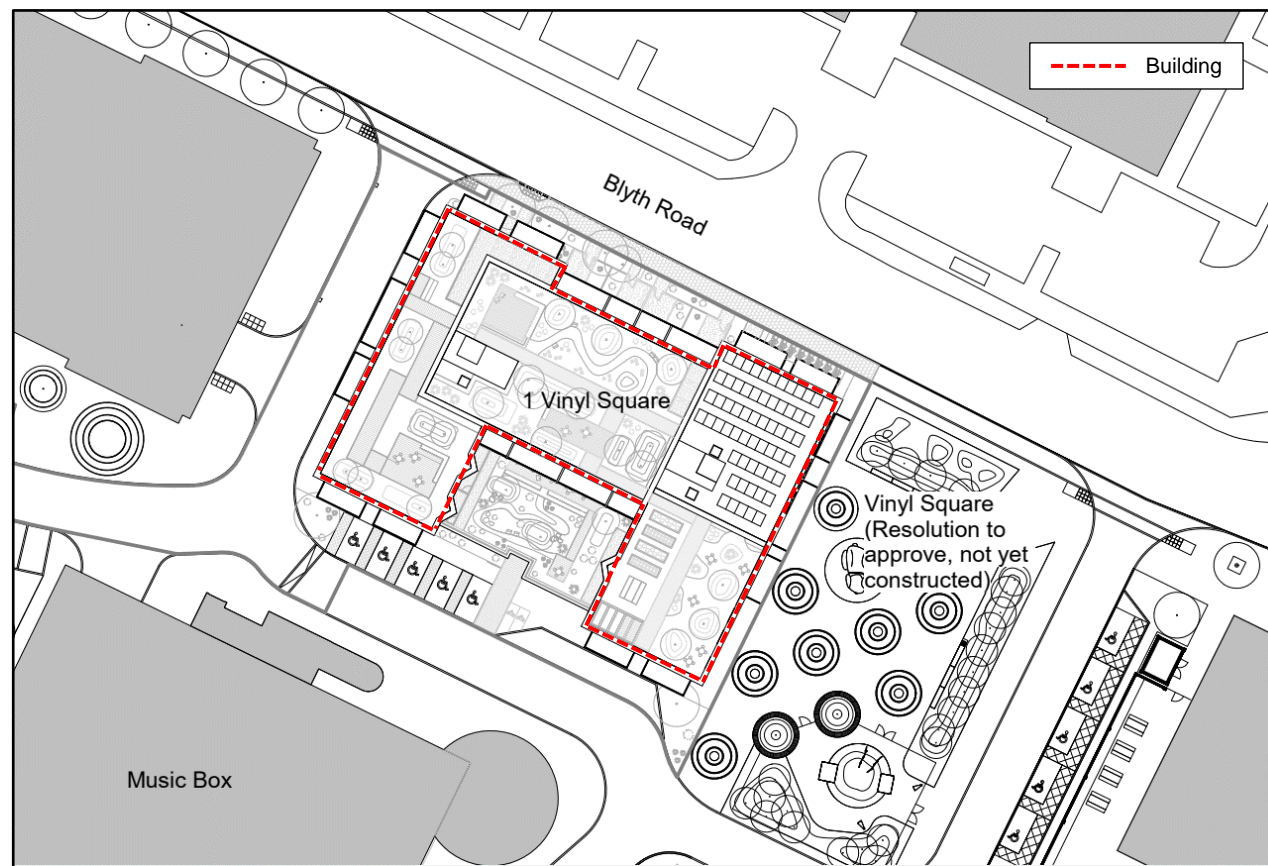 Building
Blyth Road
1 Vinyl Square
Vinyl Square
(Resolution to
approve, not yet
constructed)
Music Box